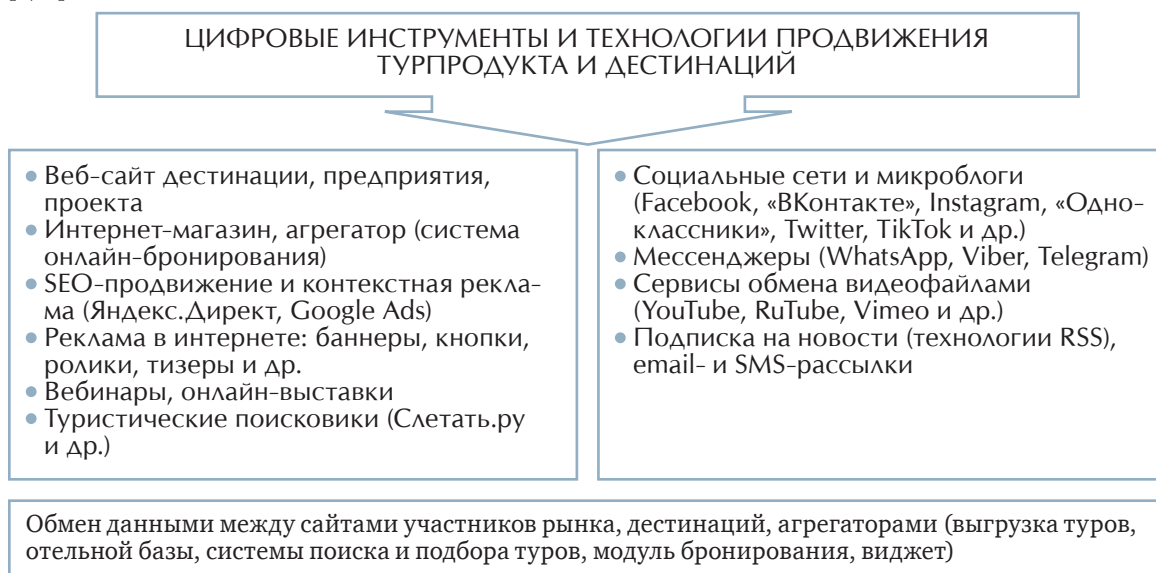 ЦИФРОВЫЕ ИНСТРУМЕНТЫ И ТЕХНОЛОГИИ ПРОДВИЖЕНИЯ
ТУРПРОДУКТА И ДЕСТИНАЦИЙ
• Веб-сайт дестинации, предприятия,
проекта
• Интернет-магазин, агрегатор (система
онлайн-бронирования)
• SEO-продвижение и контекстная рекла-
ма (Яндекс.Директ, Google Ads)
• Реклама в интернете: баннеры, кнопки,
ролики, тизеры и др.
• Вебинары, онлайн-выставки
• Туристические поисковики (Слетать.ру
и др.)
• Социальные сети и микроблоги
(Facebook, «ВКонтакте», Instagram, «Одно-
классники», Twitter, TikTok и др.)
• Мессенджеры (WhatsApp, Viber, Telegram)
• Сервисы обмена видеофайлами
(YouTube, RuTube, Vimeo и др.)
• Подписка на новости (технологии RSS),
email- и SMS-рассылки
Обмен данными между сайтами участников рынка, дестинаций, агрегаторами (выгрузка туров,
отельной базы, системы поиска и подбора туров, модуль бронирования, виджет)